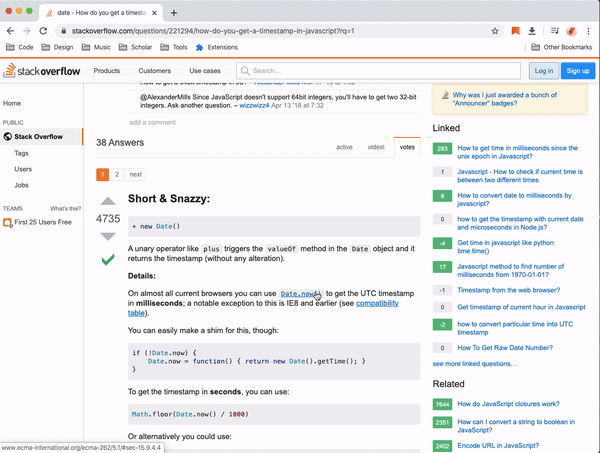 date - How do you get a timest
stackoverflow.com/questions/221294/how-do-you-get-a-timestamp-in-javascript?rq=1
Code
Design
Music
Scholar
Tools
Extensions
Other Bookmarks
stackoverflow
Products
Customers
Use cases
Search...
Log in
Sign up
Home
PUBLIC
Stack Overflow
Tags
Users
Jobs
TEAMS
What's this?
First 25 Users Free
@AlexanderMills Since JavaScript doesn't support 64bit integers, you'll have to get two 32-bit
integers. Ask another question. – wizzwizz4 Apr 13 '18 at 7:32
add a comment
38 Answers
active
oldest
votes
1
2
next
4735
Short & Snazzy:
+ new Date()
A unary operator like plus triggers the valueOf method in the Date object and it
returns the timestamp (without any alteration).
Details:
On almost all current browsers you can use Date.now() to get the UTC timestamp
in milliseconds; a notable exception to this is IE8 and earlier (see compatibility
table).
You can easily make a shim for this, though:
if (!Date.now) {
Date.now = function() { return new Date().getTime(); }
}
To get the timestamp in seconds, you can use:
Math.floor(Date.now() / 1000)
Or alternatively you could use:
Why was I just awarded a bunch of
"Announcer" badges?
Linked
283 How to get time in milliseconds since the
unix epoch in Javascript?
1 Javascript - How to check if current time is
between two different times
8 How to convert date to milliseconds by
javascript?
0 how to get the timestamp with current date
and microseconds in Node.js?
-4 Get time in javascript like python
time.time()
17 Javascript method to find number of
milliseconds from 1970-01-01?
-1 Timestamp from the web browser?
0 Get timestamp of current hour in Javascript
-2 how to convert particular time into UTC
timestamp
0 How To Get Raw Date Number?
see more linked questions…
Related
7644 How do JavaScript closures work?
2351 How can I convert a string to boolean in
JavaScript?
2402 Encode URL in JavaScript?
www.ecma-international.org/ecma-262/5.1/#sec-15.9.4.4